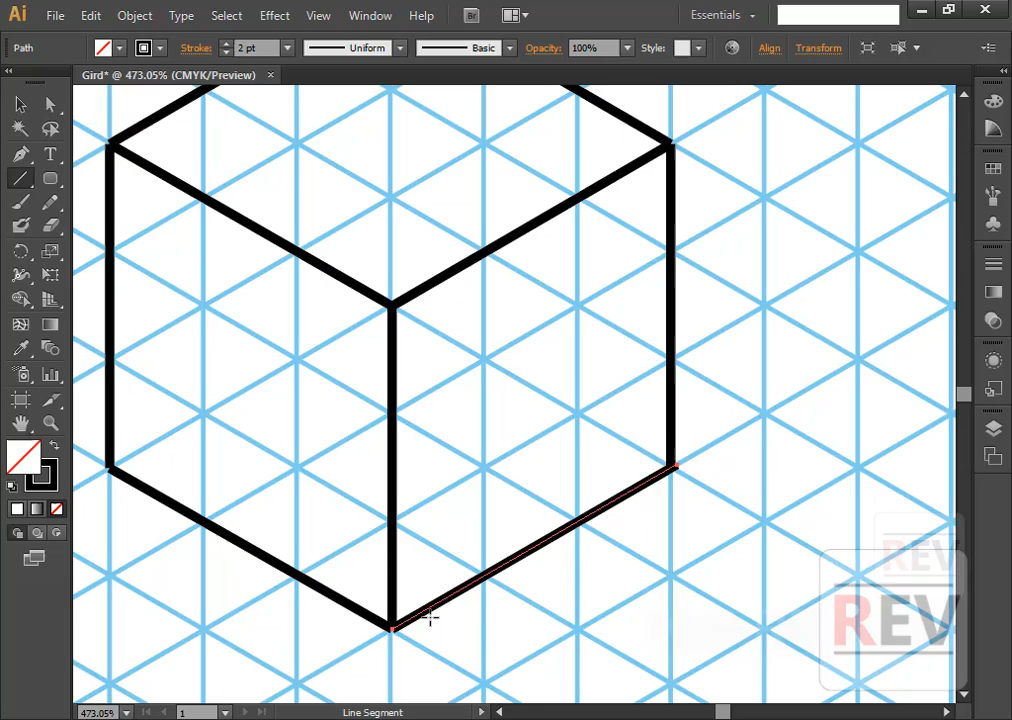 Ai File Edit Object Type Select Effect View Window Help Br Essentials
Path Stroke: 2 pt Uniform Basic Opacity: 100% Style: Align Transform
Gird* @ 473.05% (CMYK/Preview)
T
REV
REV
473.05% 1 Line Segment